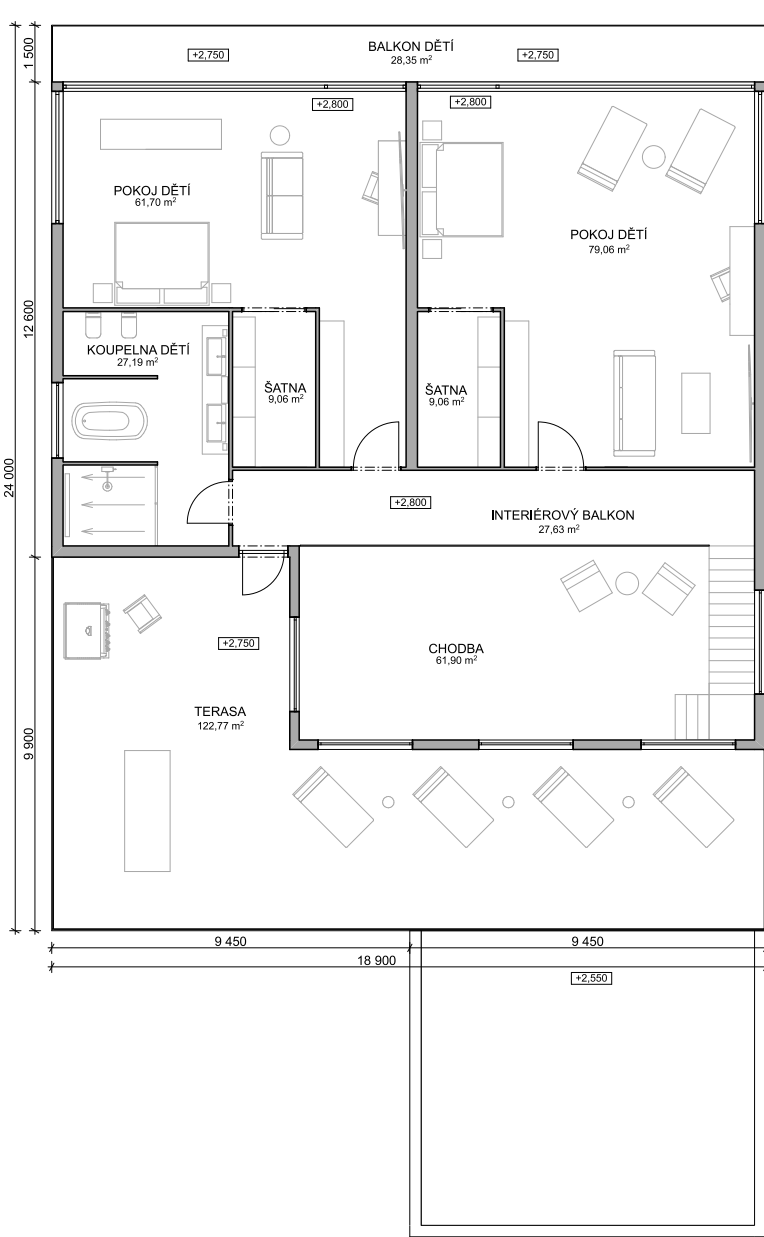 BALKON DĚTÍ
28,35 m²
+2,750
+2,750
1 500
+2,800
+2,800
POKOJ DĚTÍ
61,70 m²
POKOJ DĚTÍ
79,06 m²
12 600
KOUPELNA DĚTÍ
27,19 m²
ŠATNA
9,06 m²
ŠATNA
9,06 m²
24 000
+2,800
INTERIÉROVÝ BALKON
27,63 m²
+2,750
CHODBA
61,90 m²
TERASA
122,77 m²
9 900
9 450
9 450
18 900
+2,550